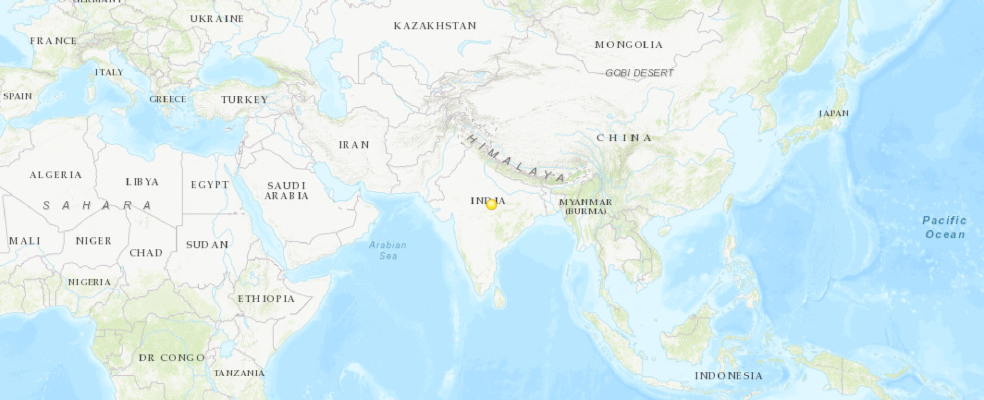 GERMANY
UKRAINE
KAZAKHSTAN
FRANCE
MONGOLIA
ITALY
GOBI DESERT
SPAIN
GREECE
TURKEY
JAPAN
IRAN
CHINA
HIMALAYA
ALGERIA
LIBYA
EGYPT
SAUDI
ARABIA
INDIA
MYANMAR
(BURMA)
SAHARA
Pacific
Ocean
MALI
NIGER
CHAD
SUDAN
Arabian
Sea
NIGERIA
ETHIOPIA
DR CONGO
TANZANIA
INDONESIA